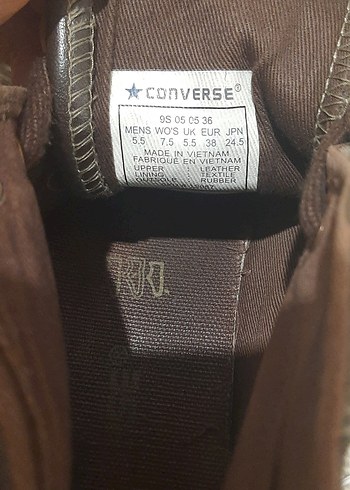 CONVERSE®
9S 05 05 36
MENS WO'S UK EUR JPN
5.5 7.5 5.5 38 24.5
MADE IN VIETNAM
FABRIQUÉ EN VIETNAM
UPPER : LEATHER
LINING : TEXTILE
OUTSOLE : RUBBER